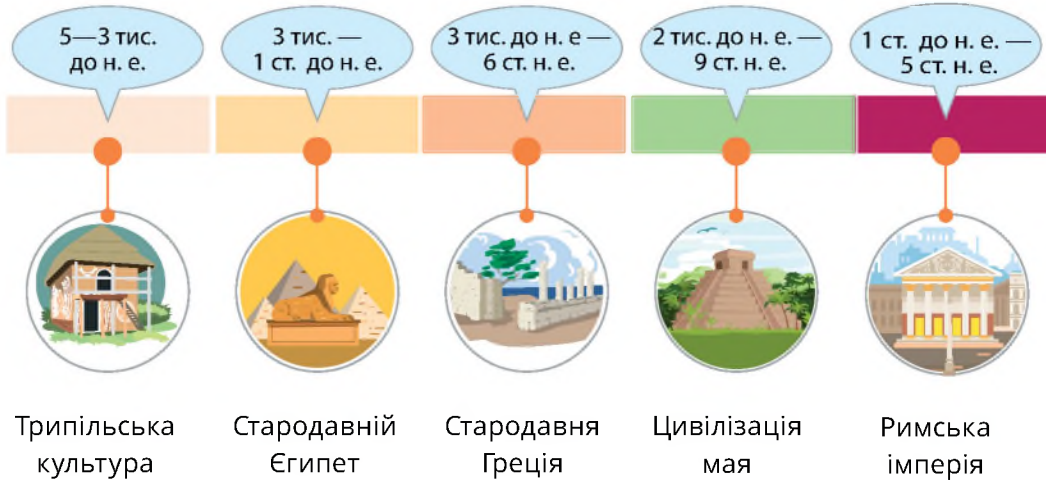 5—3 тис.
до н. е.
3 тис. —
1 ст. до н. е.
3 тис. до н. е —
6 ст. н. е.
2 тис. до н. е. —
9 ст. н. е.
1 ст. до н. е. —
5 ст. н. е.
Трипільська
культура
Стародавній
Єгипет
Стародавня
Греція
Цивілізація
мая
Римська
імперія